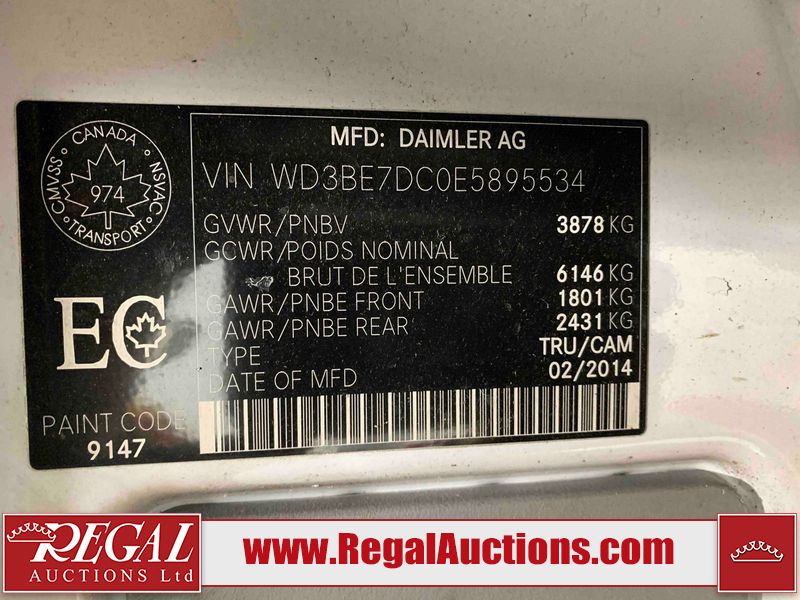 MFD: DAIMLER AG
CANADA
CMVSS
NSVAC
974
TRANSPORT
VIN WD3BE7DC0E5895534
GVWR/PNBV 3878 KG
GCWR/POIDS NOMINAL
BRUT DE L'ENSEMBLE 6146 KG
GAWR/PNBE FRONT 1801 KG
GAWR/PNBE REAR 2431 KG
TYPE TRU/CAM
DATE OF MFD 02/2014
EC
PAINT CODE
9147
REGAL
AUCTIONS Ltd
www.RegalAuctions.com